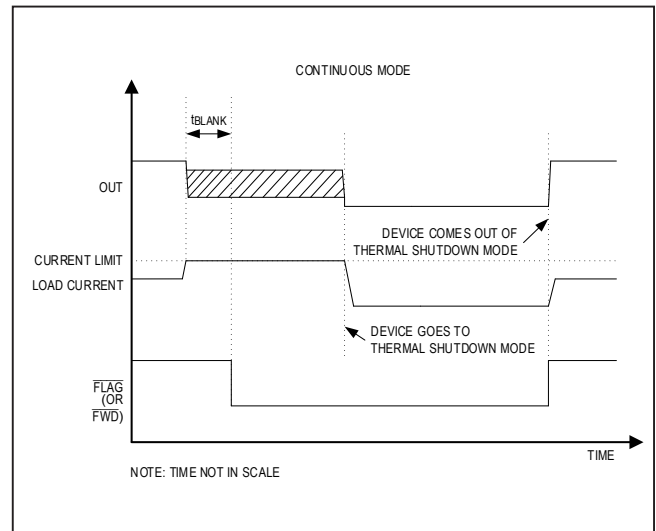 CONTINUOUS MODE
tBLANK
OUT
DEVICE COMES OUT OF
THERMAL SHUTDOWN MODE
CURRENT LIMIT
LOAD CURRENT
DEVICE GOES TO
THERMAL SHUTDOWN MODE
FLAG
(OR
FWD)
TIME
NOTE: TIME NOT IN SCALE